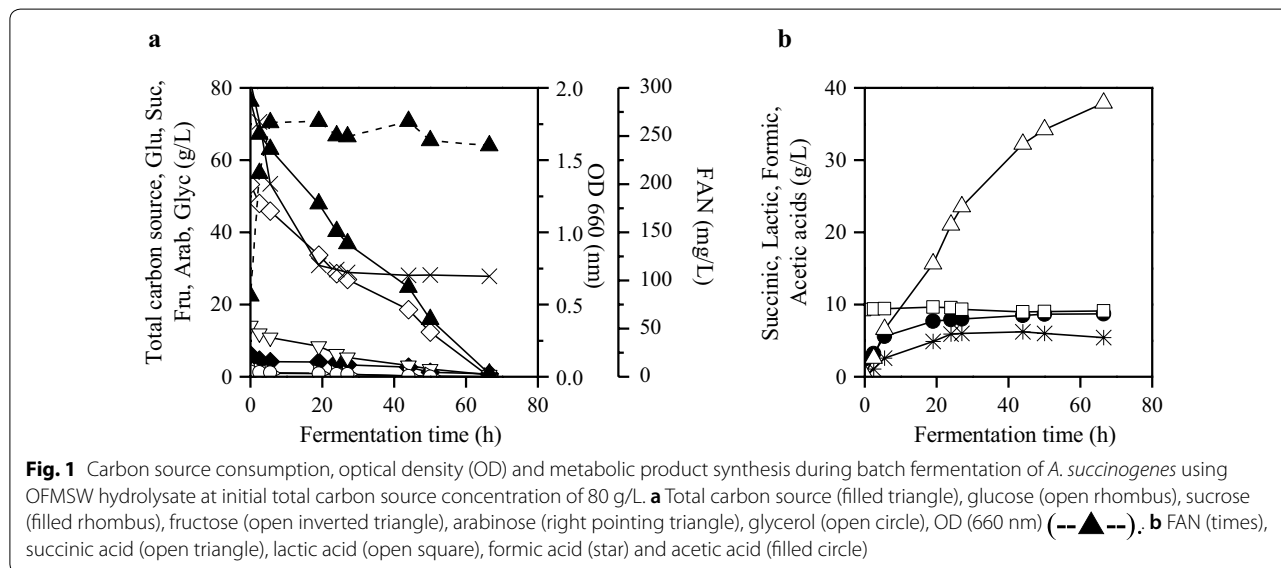 a
b
Total carbon source, Glu, Suc,
Fru, Arab, Glyc (g/L)
80
60
40
20
0
2.0
1.5
1.0
0.5
0.0
OD 660 (nm)
300
250
200
150
100
50
0
FAN (mg/L)
0 20 40 60 80
Fermentation time (h)
Succinic, Lactic, Formic,
Acetic acids (g/L)
40
30
20
10
0
0 20 40 60 80
Fermentation time (h)
Fig. 1 Carbon source consumption, optical density (OD) and metabolic product synthesis during batch fermentation of A. succinogenes using
OFMSW hydrolysate at initial total carbon source concentration of 80 g/L. a Total carbon source (filled triangle), glucose (open rhombus), sucrose
(filled rhombus), fructose (open inverted triangle), arabinose (right pointing triangle), glycerol (open circle), OD (660 nm) (--▲--). b FAN (times),
succinic acid (open triangle), lactic acid (open square), formic acid (star) and acetic acid (filled circle)